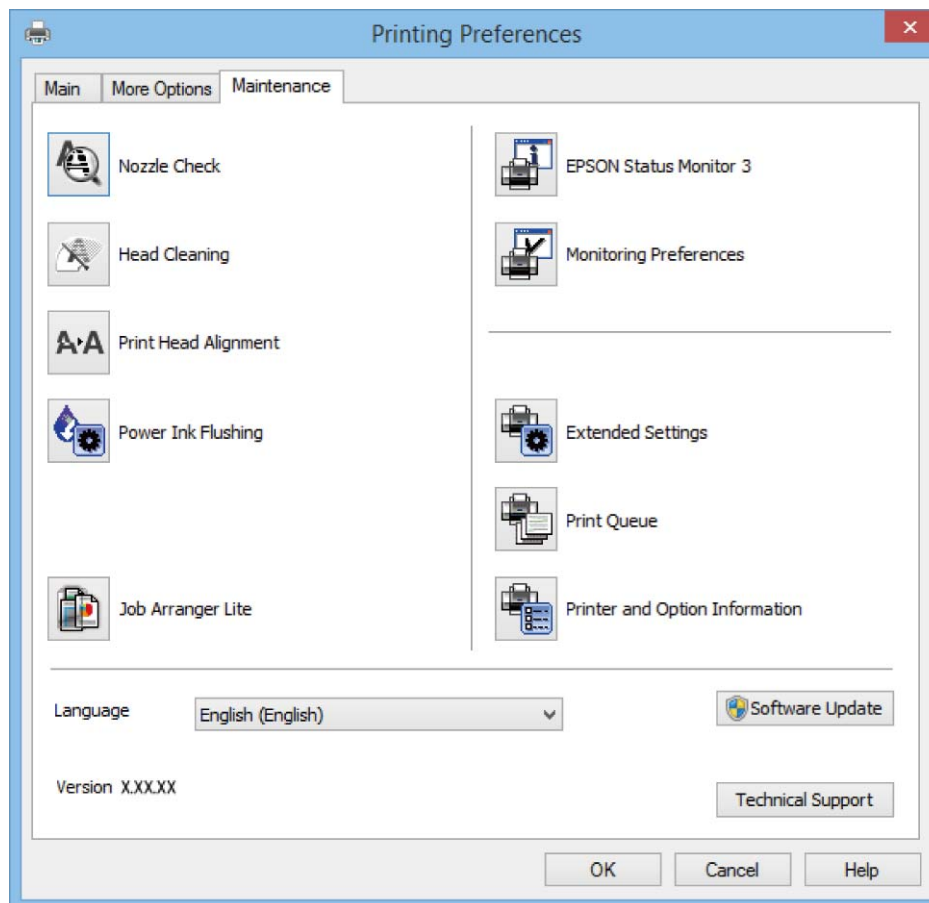 Printing Preferences
Main
More Options
Maintenance
Nozzle Check
Head Cleaning
A A Print Head Alignment
Power Ink Flushing
Job Arranger Lite
EPSON Status Monitor 3
Monitoring Preferences
Extended Settings
Print Queue
Printer and Option Information
Language
English (English)
Software Update
Version X.XX.XX
Technical Support
OK
Cancel
Help